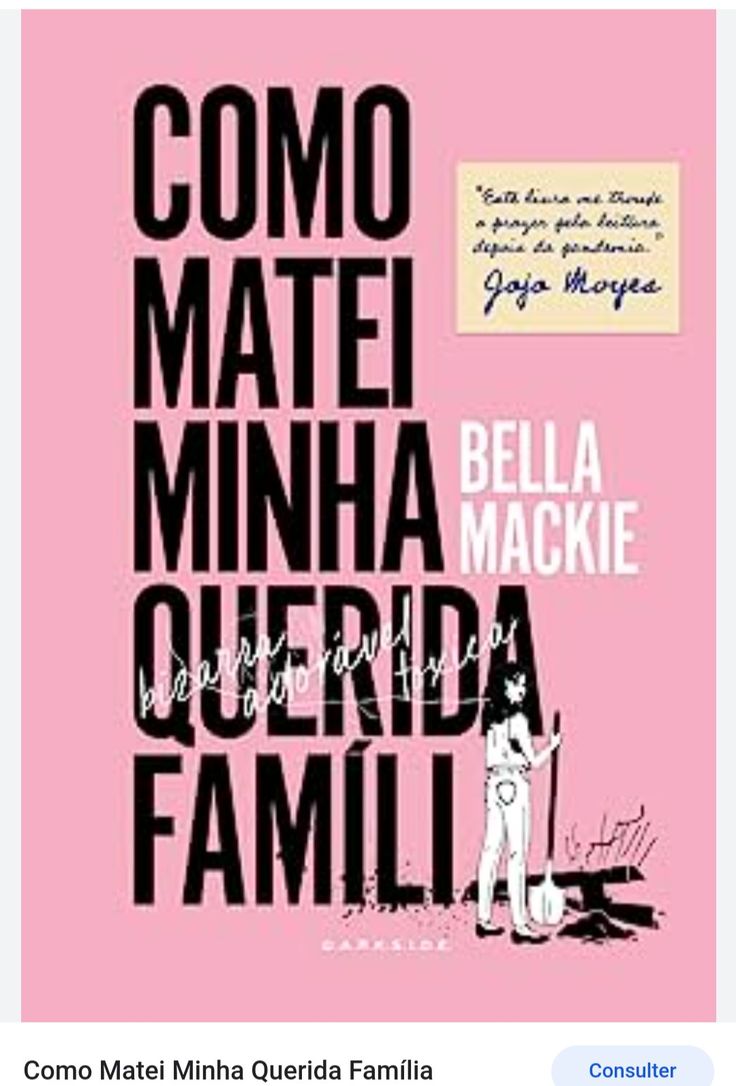 COMO
MATEI
MINHA
QUERIDA
FAMÍLI
bizarra
adorável
toxica
"Este livro me trouxe
o prazer pela leitura
depois da pandemia."
Jojo Moyes
BELLA
MACKIE
DARKSIDE
Como Matei Minha Querida Família
Consulter